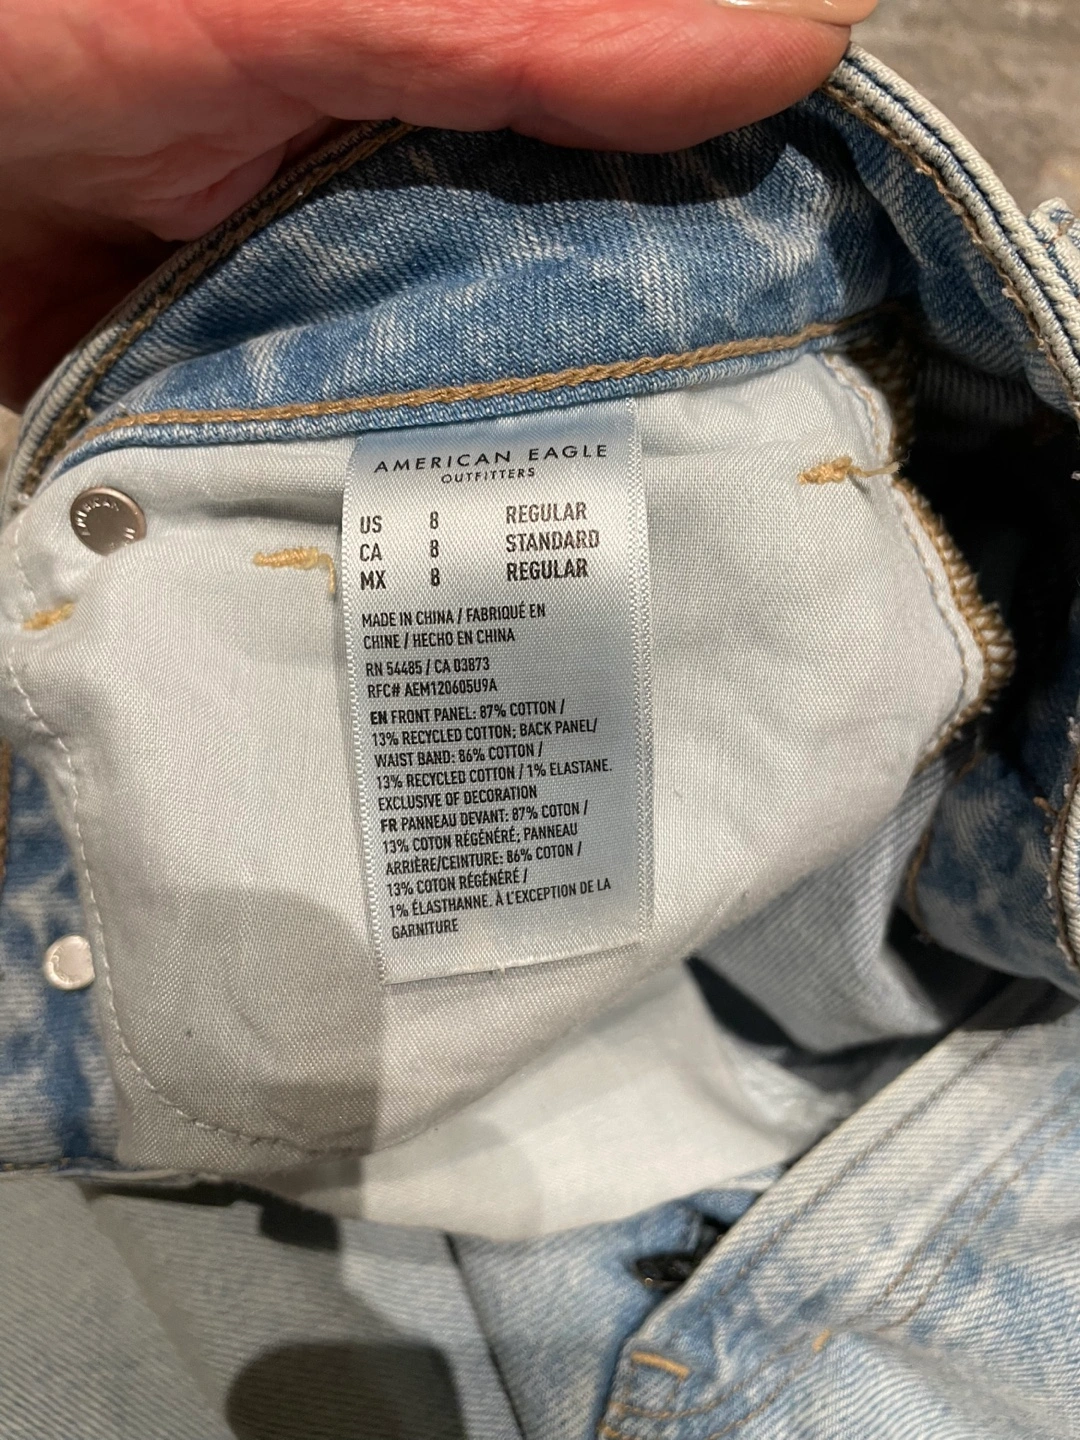 AMERICAN EAGLE
OUTFITTERS
US 8 REGULAR
CA 8 STANDARD
MX 8 REGULAR
MADE IN CHINA / FABRIQUÉ EN
CHINE / HECHO EN CHINA
RN 54485 / CA 03873
RFC# AEM120605U9A
EN FRONT PANEL: 87% COTTON /
13% RECYCLED COTTON; BACK PANEL/
WAIST BAND: 86% COTTON /
13% RECYCLED COTTON / 1% ELASTANE.
EXCLUSIVE OF DECORATION
FR PANNEAU DEVANT: 87% COTON /
13% COTON RÉGÉNÉRÉ; PANNEAU
ARRIÈRE/CEINTURE: 86% COTON /
13% COTON RÉGÉNÉRÉ /
1% ÉLASTHANNE. À L'EXCEPTION DE LA
GARNITURE
AMERICAN